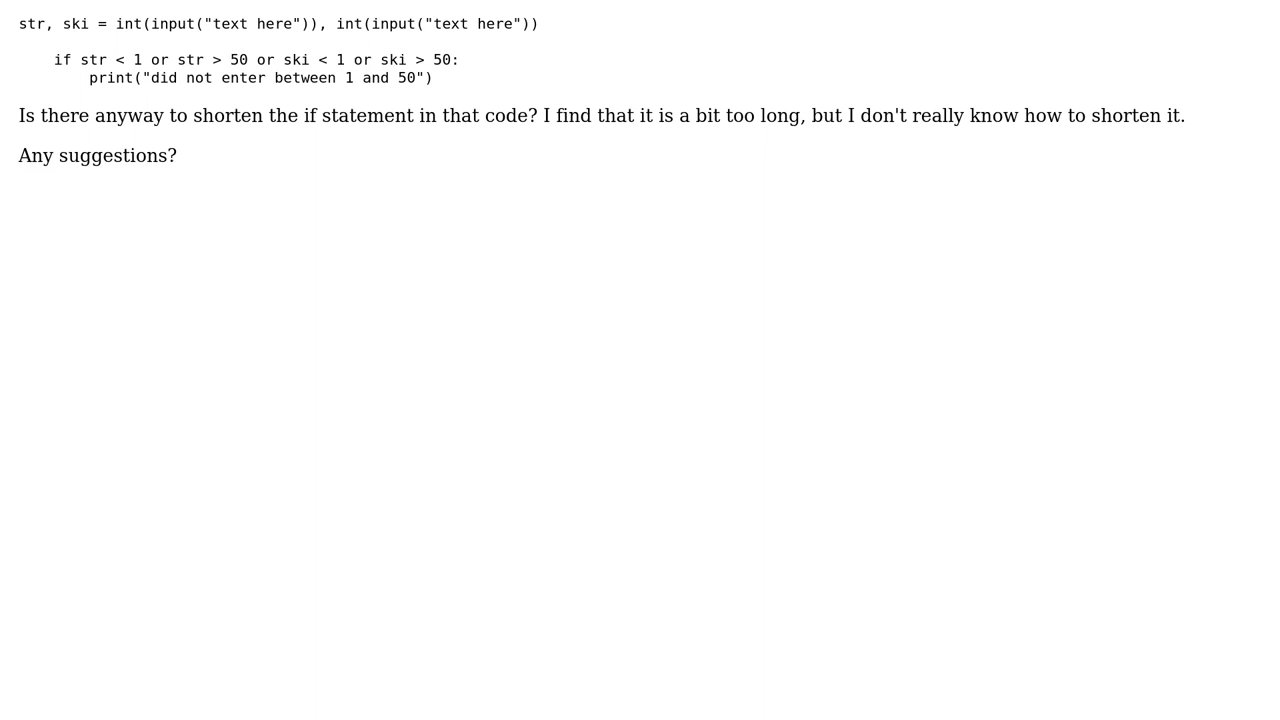 str, ski = int(input("text here")), int(input("text here"))
if str < 1 or str > 50 or ski < 1 or ski > 50:
print("did not enter between 1 and 50")
Is there anyway to shorten the if statement in that code? I find that it is a bit too long, but I don't really know how to shorten it.
Any suggestions?